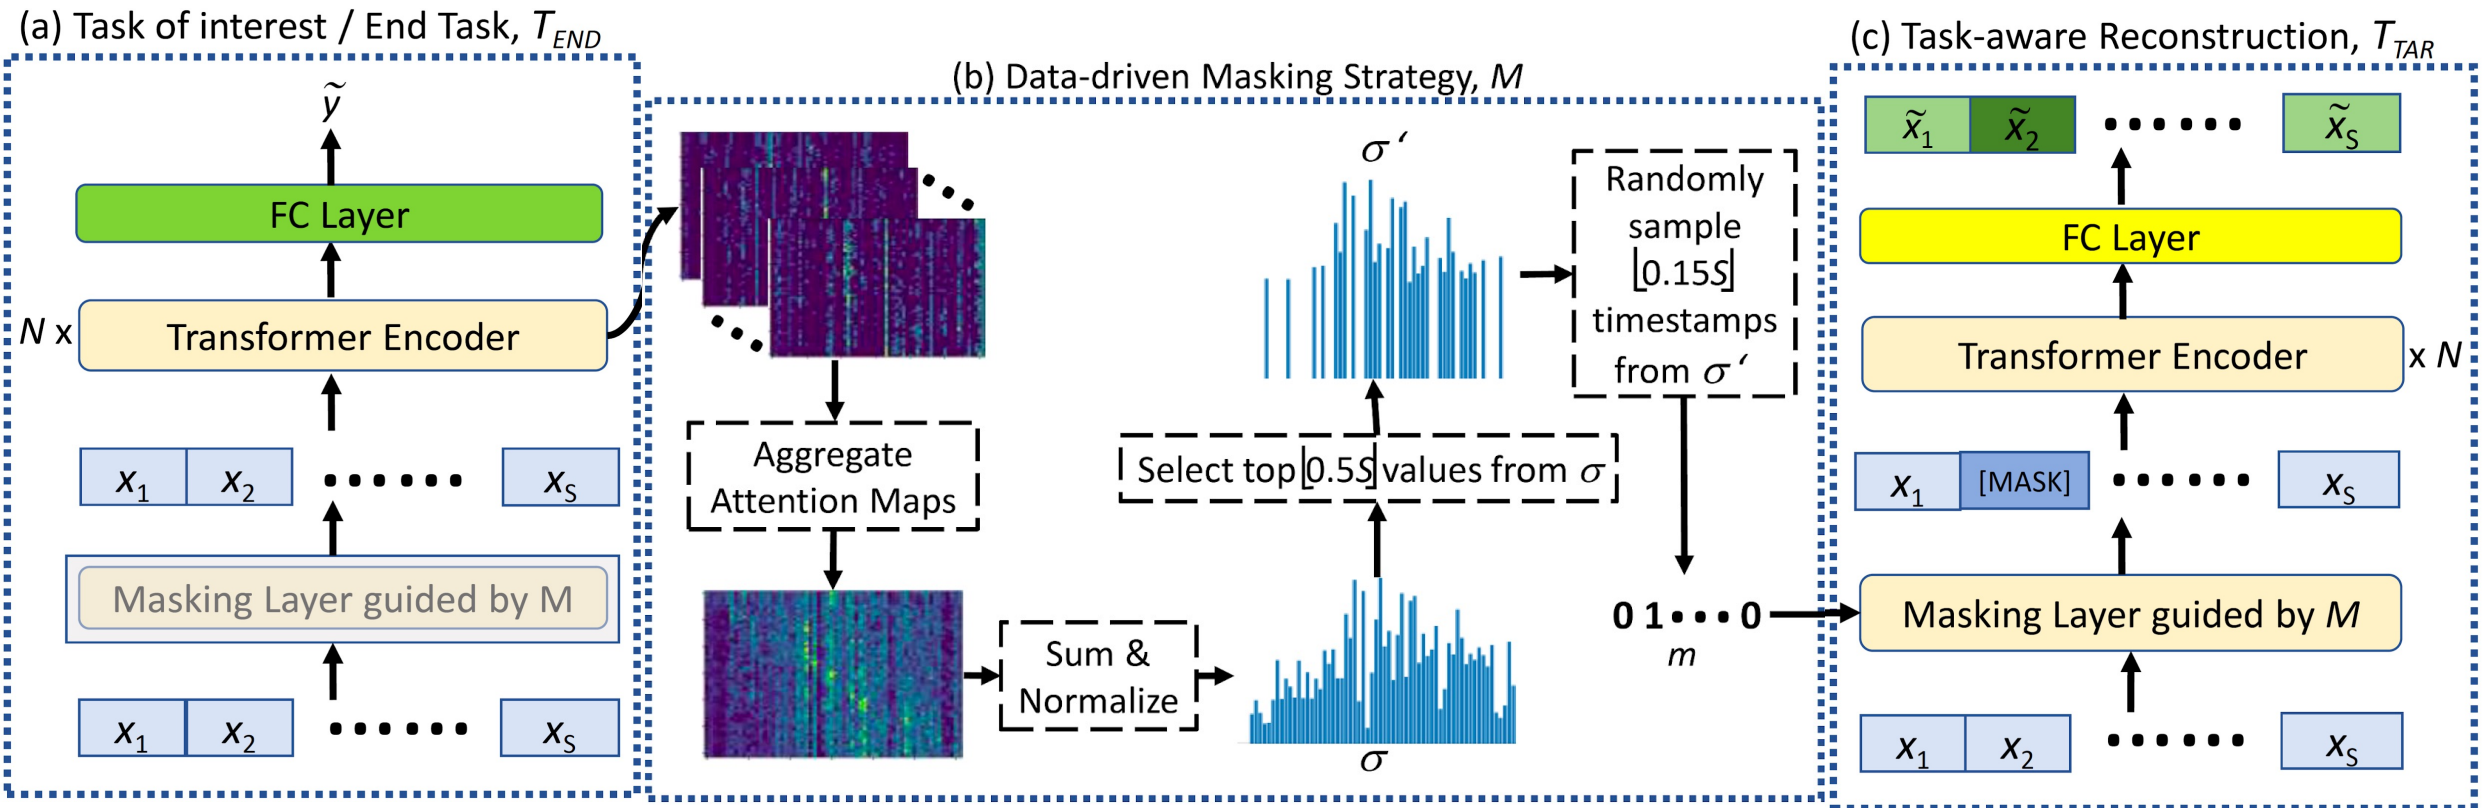 (a) Task of interest / End Task, T_END
ỹ
FC Layer
N x
Transformer Encoder
x₁ x₂ ...... x_S
Masking Layer guided by M
x₁ x₂ ...... x_S
(b) Data-driven Masking Strategy, M
Aggregate
Attention Maps
Sum &
Normalize
σ
Select top ⌊0.5S⌋ values from σ
σ‘
Randomly
sample
⌊0.15S⌋
timestamps
from σ‘
0 1 .... 0
m
(c) Task-aware Reconstruction, T_TAR
x̃₁ x̃₂ ...... x̃_S
FC Layer
Transformer Encoder
x N
x₁ [MASK] ...... x_S
Masking Layer guided by M
x₁ x₂ ...... x_S